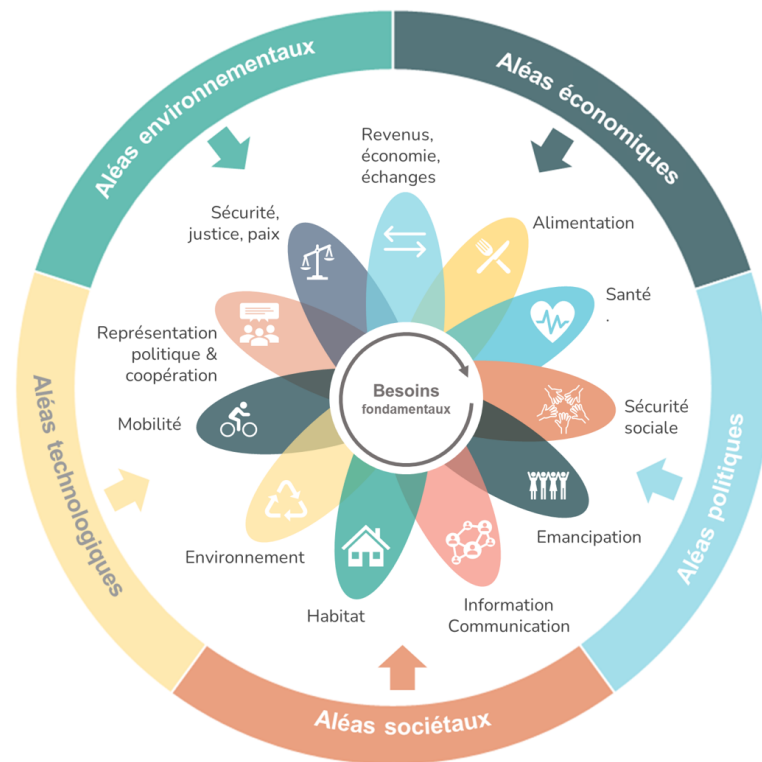 Aléas environnementaux
Aléas économiques
Revenus,
économie,
échanges
Sécurité,
justice, paix
Alimentation
Santé
.
Représentation
politique &
coopération
Sécurité
sociale
Mobilité
Besoins
fondamentaux
Aléas technologiques
Aléas politiques
Emancipation
Environnement
Information
Communication
Habitat
Aléas sociétaux